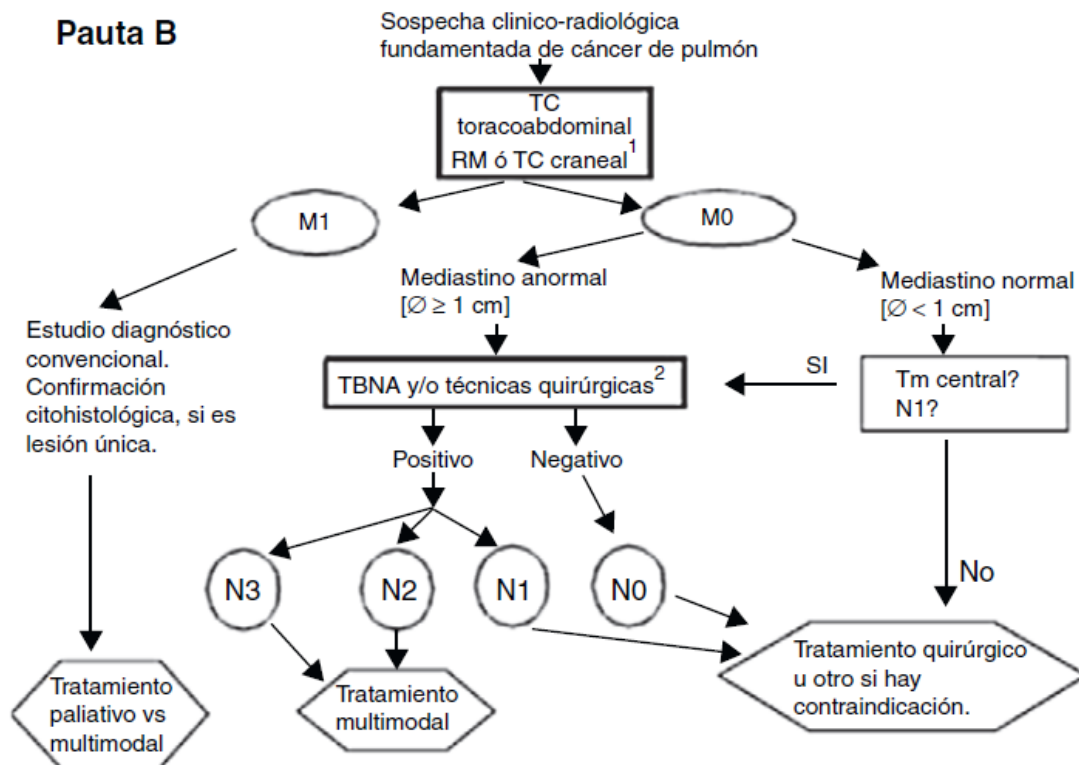 Pauta B
Sospecha clinico-radiológica
fundamentada de cáncer de pulmón
TC
toracoabdominal
RM ó TC craneal1
M1
M0
Mediastino anormal
[∅ ≥ 1 cm]
Mediastino normal
[∅ < 1 cm]
Estudio diagnóstico
convencional.
Confirmación
citohistológica, si es
lesión única.
TBNA y/o técnicas quirúrgicas2
SI
Tm central?
N1?
Positivo
Negativo
N3
N2
N1
N0
No
Tratamiento
paliativo vs
multimodal
Tratamiento
multimodal
Tratamiento quirúrgico
u otro si hay
contraindicación.